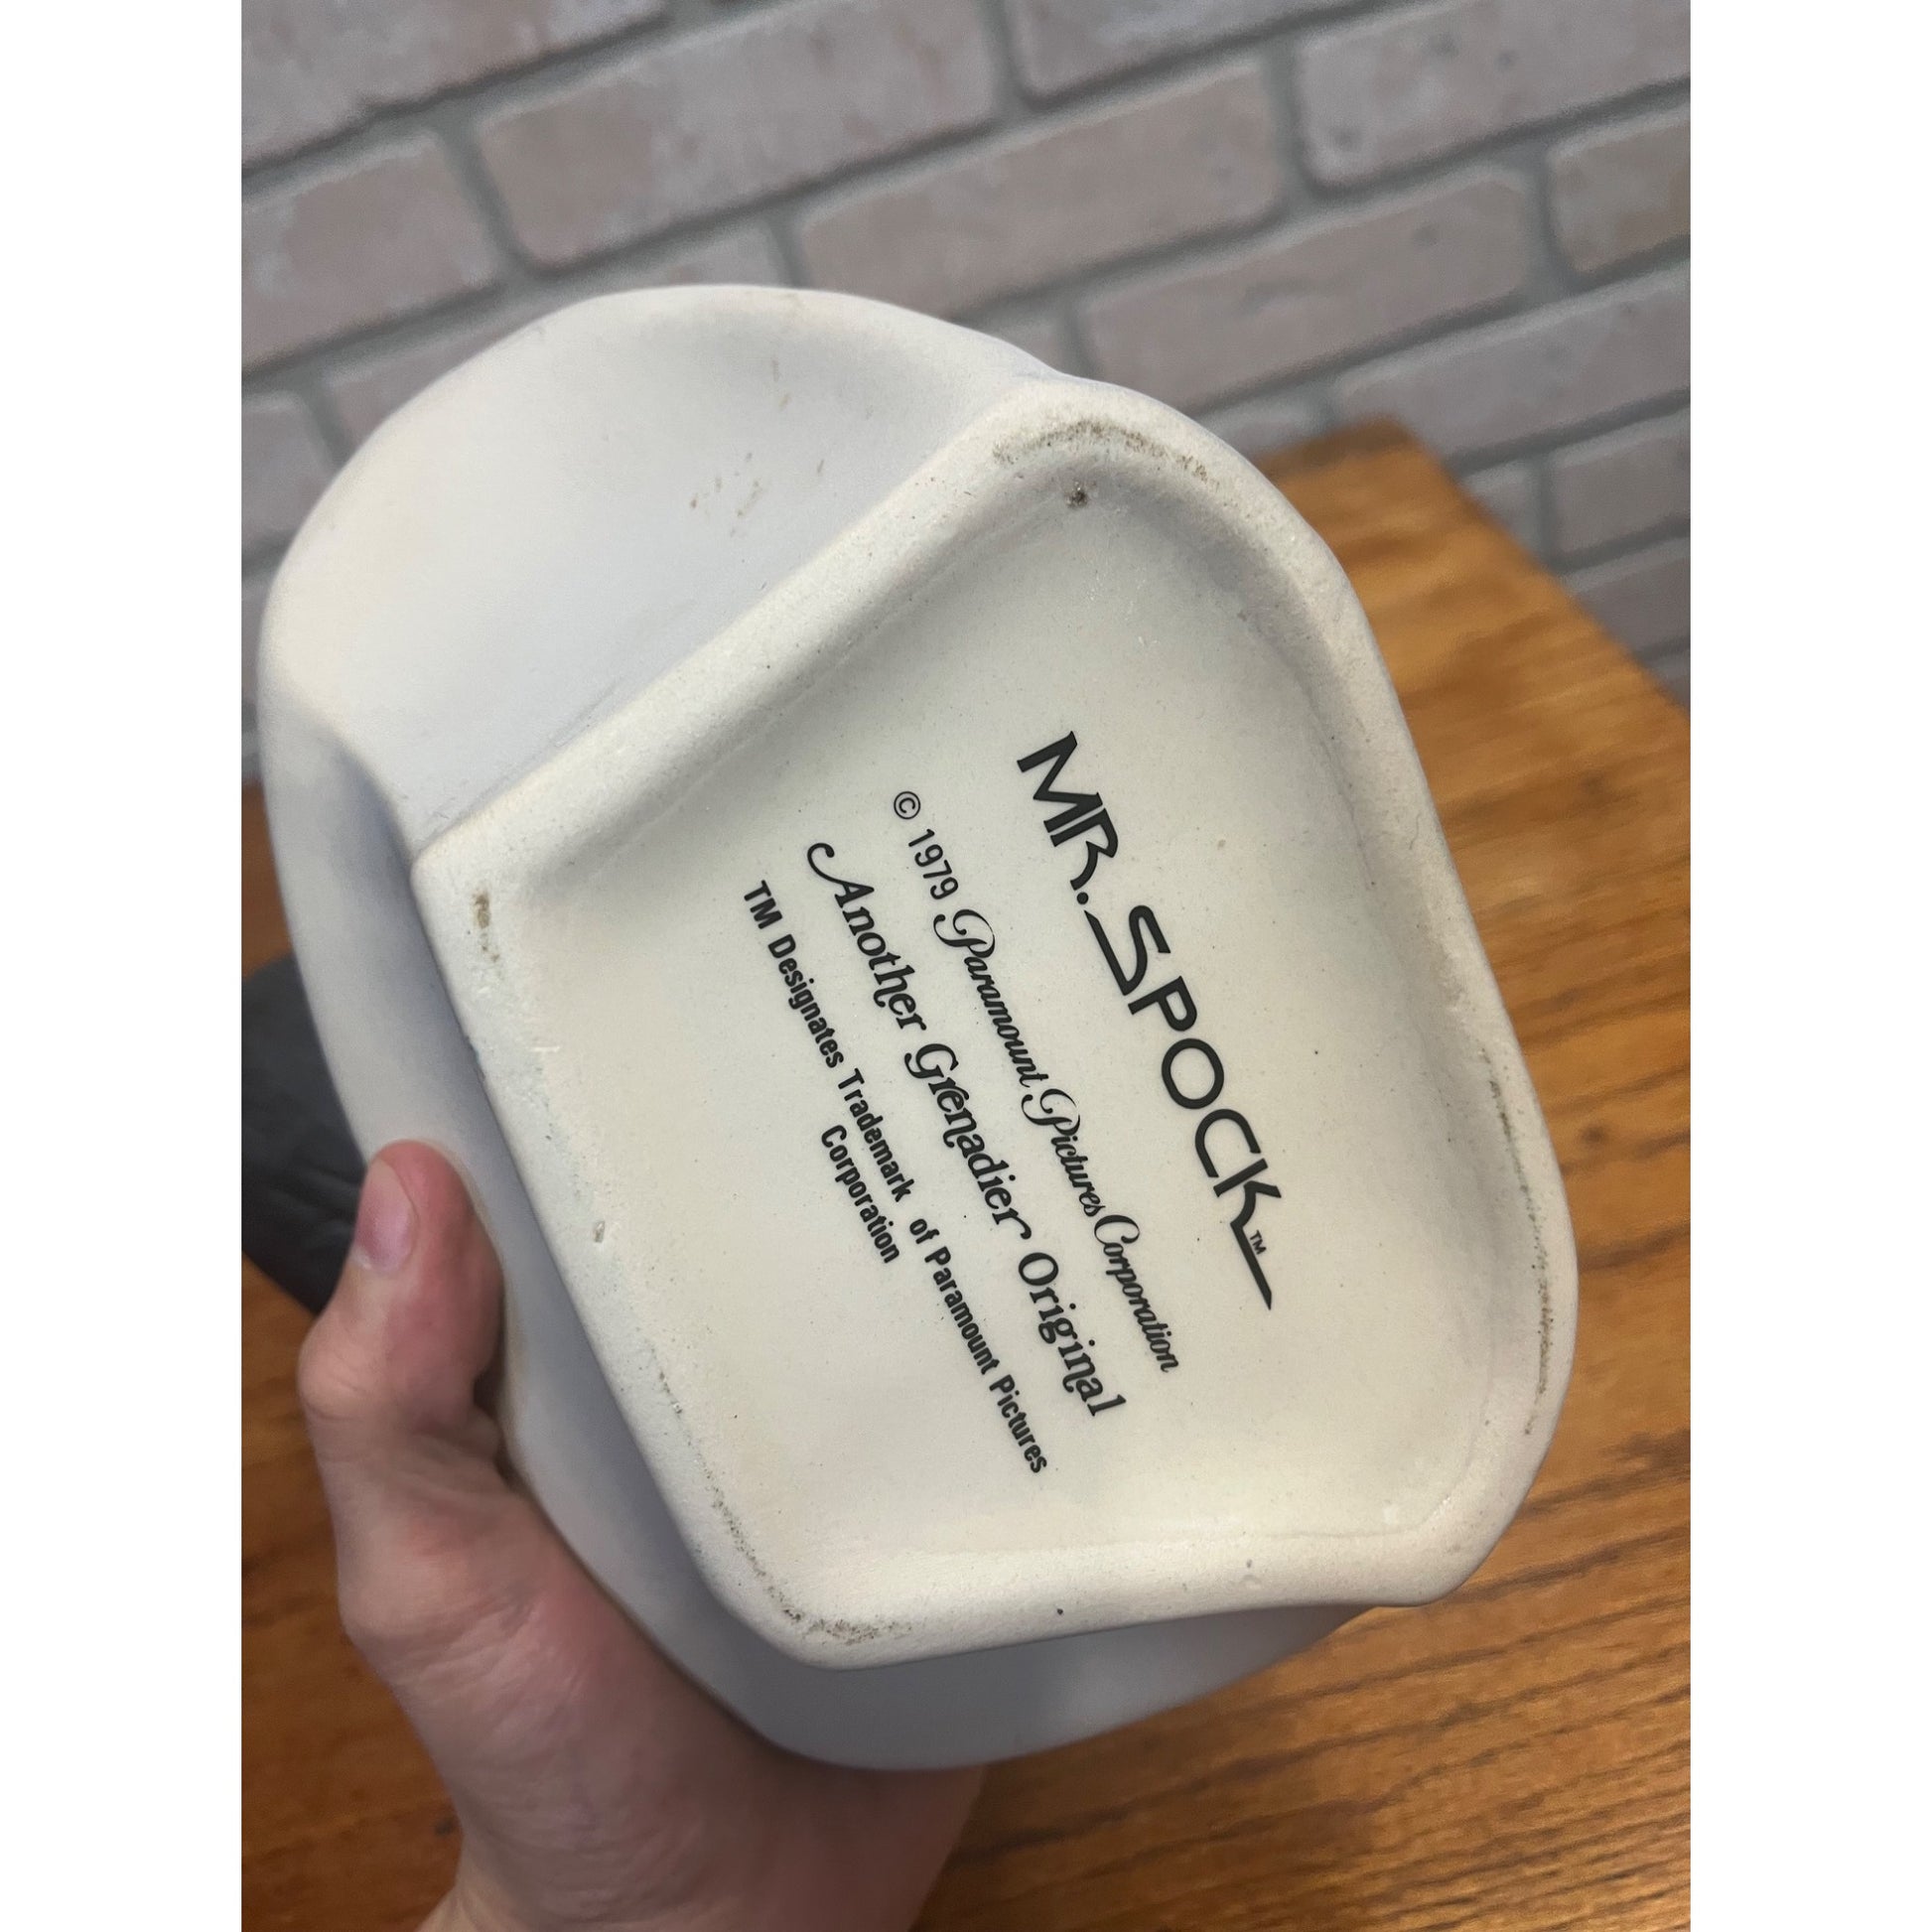 MR. SPOCK™
© 1979 Paramount Pictures Corporation
Another Grenadier Original
TM Designates Trademark of Paramount Pictures
Corporation